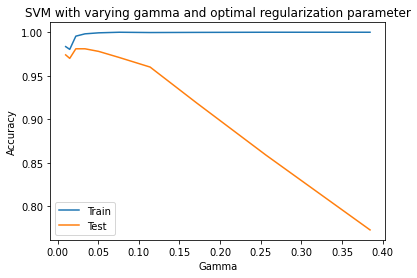 SVM with varying gamma and optimal regularization parameter
1.00
0.95
0.90
0.85
0.80
Accuracy
Train
Test
0.00 0.05 0.10 0.15 0.20 0.25 0.30 0.35 0.40
Gamma